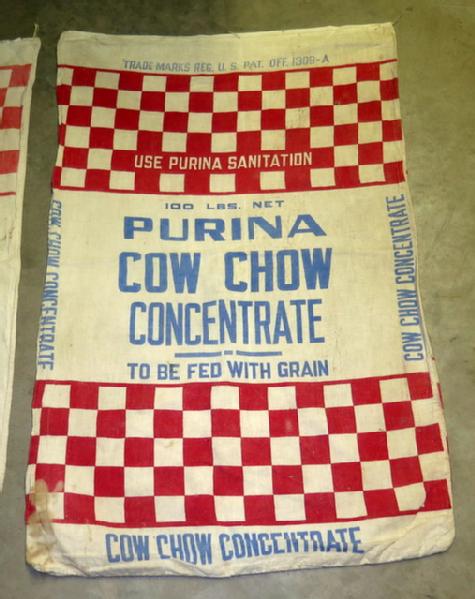 TRADE MARKS REG. U. S. PAT. OFF. 1309-A
USE PURINA SANITATION
100 LBS. NET
PURINA
COW CHOW
CONCENTRATE
TO BE FED WITH GRAIN
COW CHOW CONCENTRATE
COW CHOW CONCENTRATE
COW CHOW CONCENTRATE